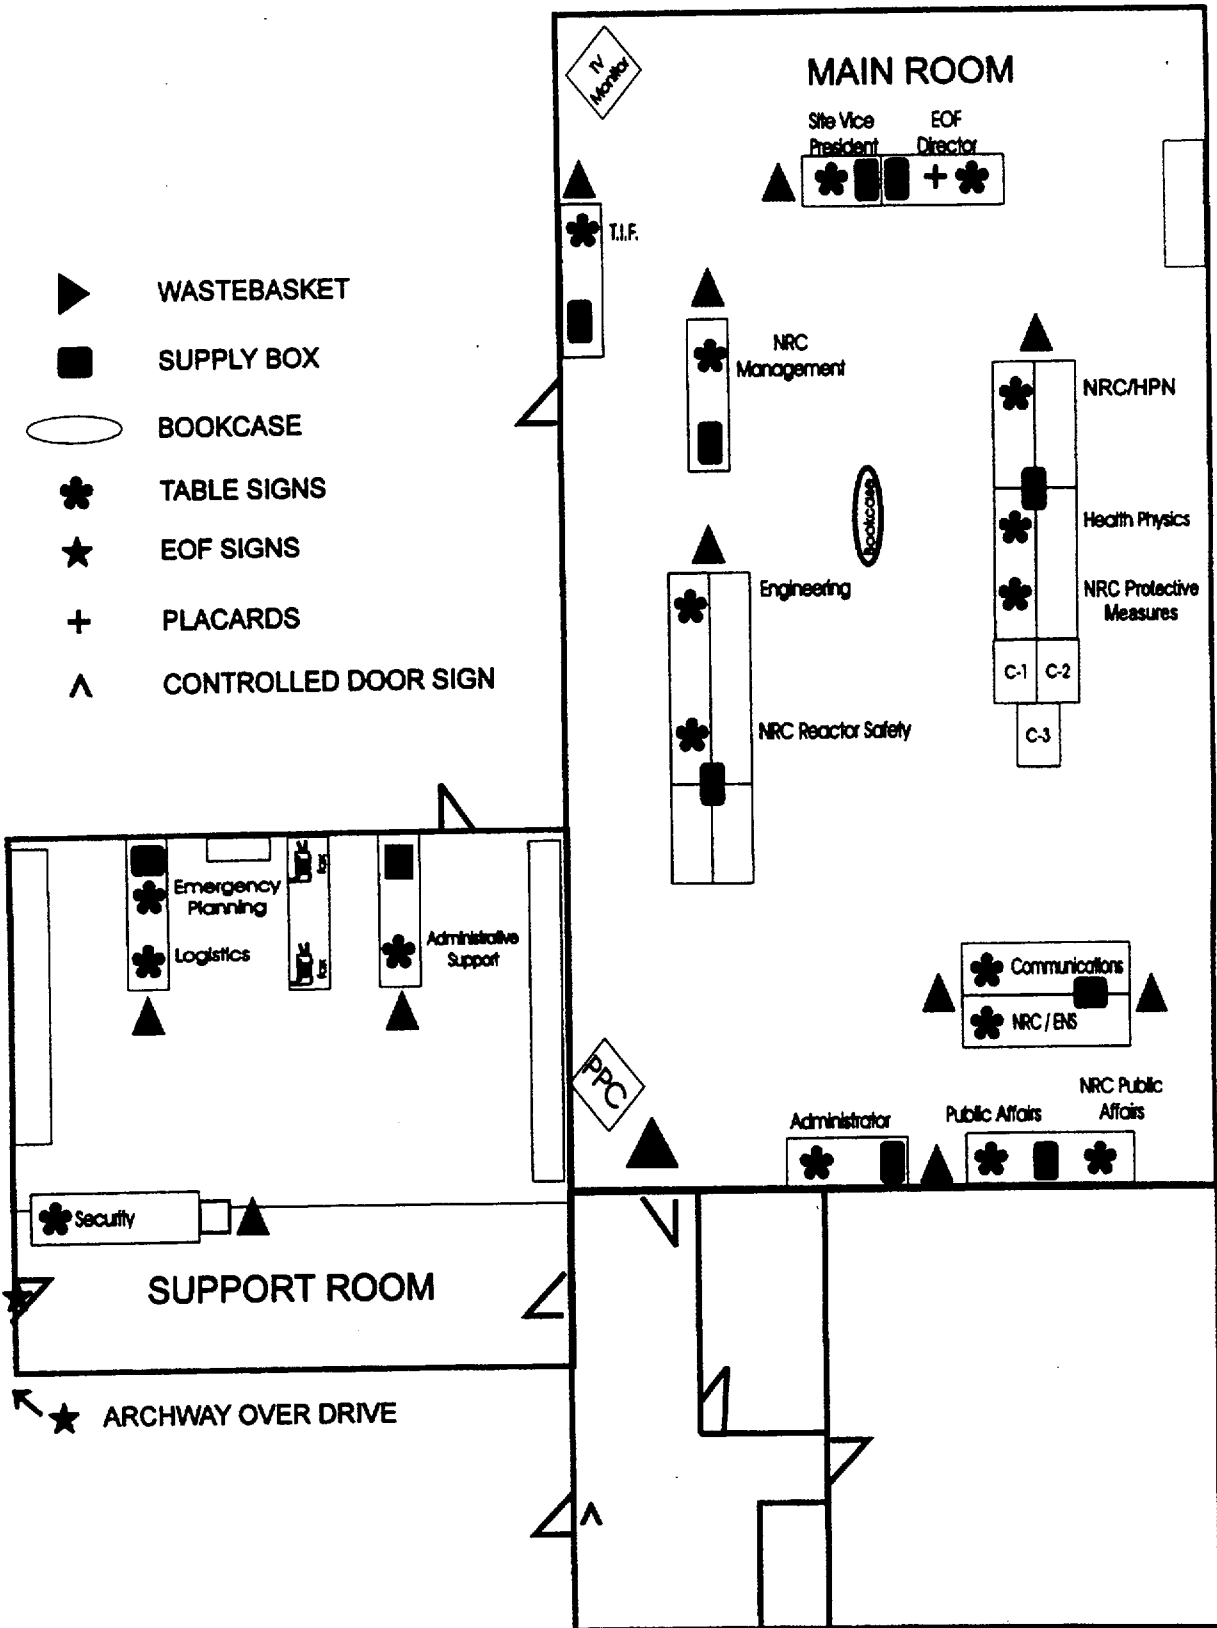 TV
Monitor
MAIN ROOM
Site Vice
President
EOF
Director
T.I.F.
WASTEBASKET
SUPPLY BOX
BOOKCASE
TABLE SIGNS
EOF SIGNS
PLACARDS
CONTROLLED DOOR SIGN
NRC
Management
NRC/HPN
Bookcase
Health Physics
NRC Protective
Measures
Engineering
C-1
C-2
NRC Reactor Safety
C-3
fax
Emergency
Planning
Logistics
fax
Administrative
Support
Communications
NRC / ENS
PPC
Administrator
Public Affairs
NRC Public
Affairs
Security
SUPPORT ROOM
ARCHWAY OVER DRIVE